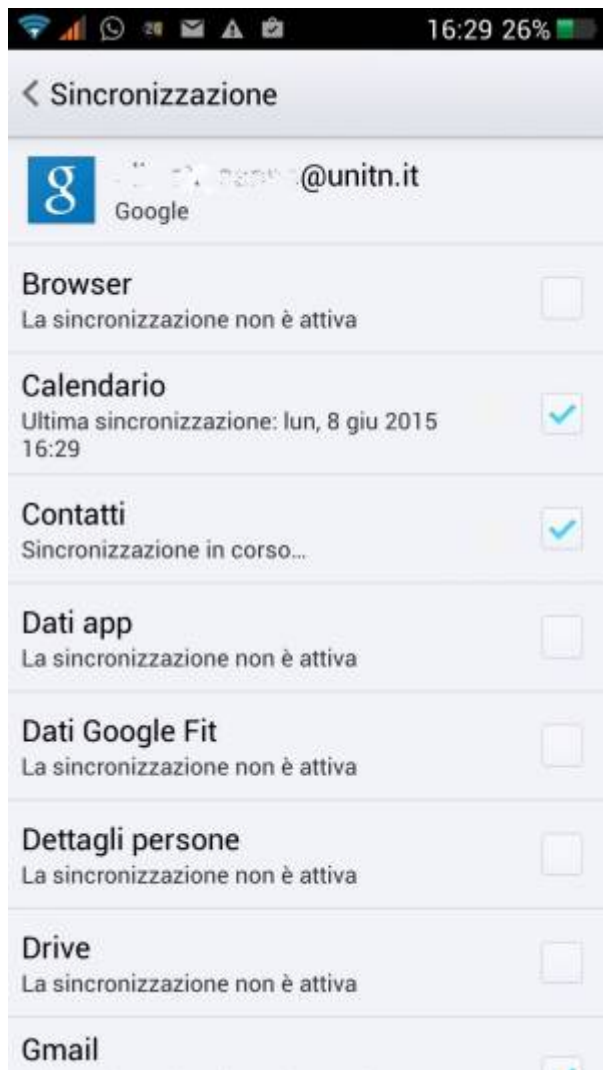 16:29 26%
< Sincronizzazione
@unitn.it
Google
Browser
La sincronizzazione non è attiva
Calendario
Ultima sincronizzazione: lun, 8 giu 2015
16:29
Contatti
Sincronizzazione in corso...
Dati app
La sincronizzazione non è attiva
Dati Google Fit
La sincronizzazione non è attiva
Dettagli persone
La sincronizzazione non è attiva
Drive
La sincronizzazione non è attiva
Gmail